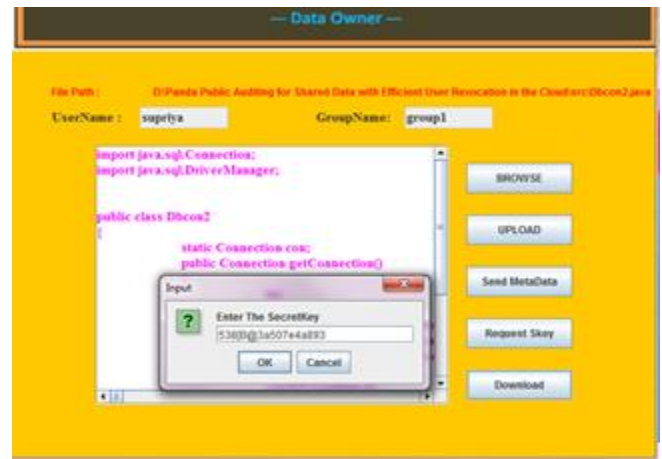 — Data Owner —
File Path : D:\Panda Public Auditing for Shared Data with Efficient User Revocation in the Cloud\src\Dbcon2.java
UserName : supriya GroupName: group1
import java.sql.Connection;
import java.sql.DriverManager;
public class Dbcon2
{
static Connection con;
public Connection getConnection()
BROWSE
UPLOAD
Send MetaData
Request Skey
Download
Input
Enter The SecretKey
OK Cancel